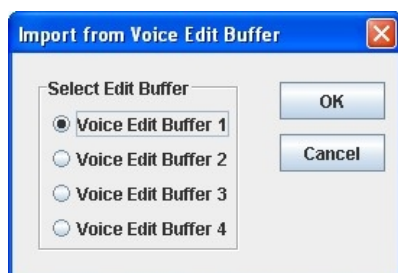 Import from Voice Edit Buffer
Select Edit Buffer
Voice Edit Buffer 1
Voice Edit Buffer 2
Voice Edit Buffer 3
Voice Edit Buffer 4
OK
Cancel